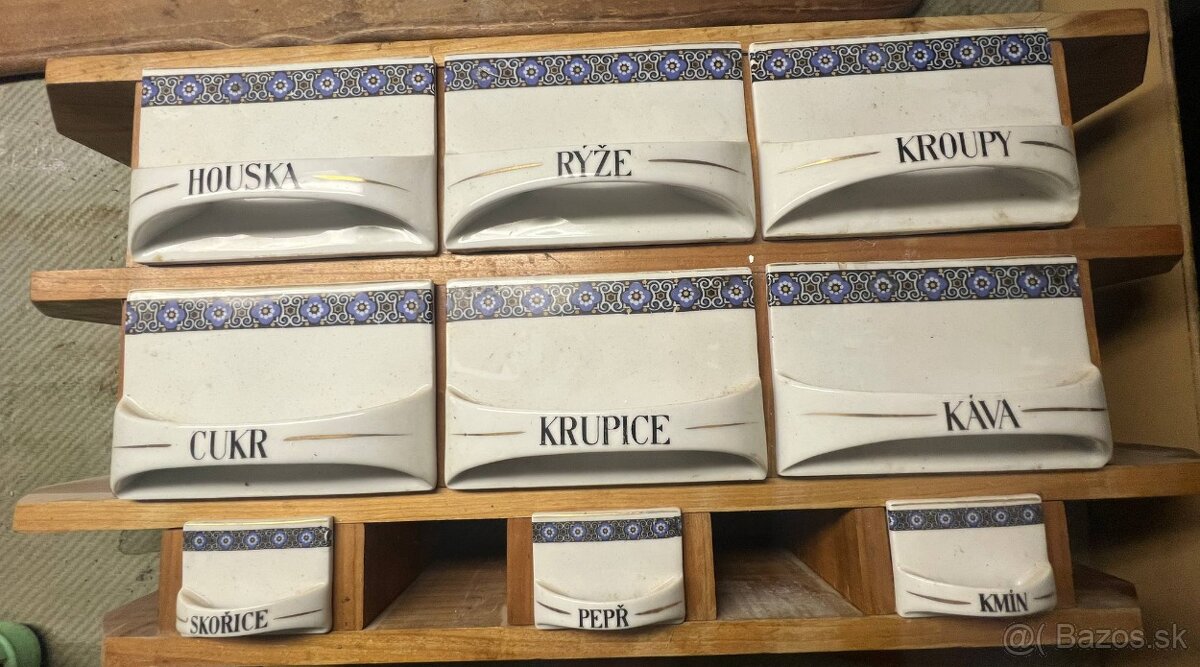 HOUSKA
RÝŽE
KROUPY
CUKR
KRUPICE
KÁVA
SKOŘICE
PEPŘ
KMÍN
@( Bazos.sk